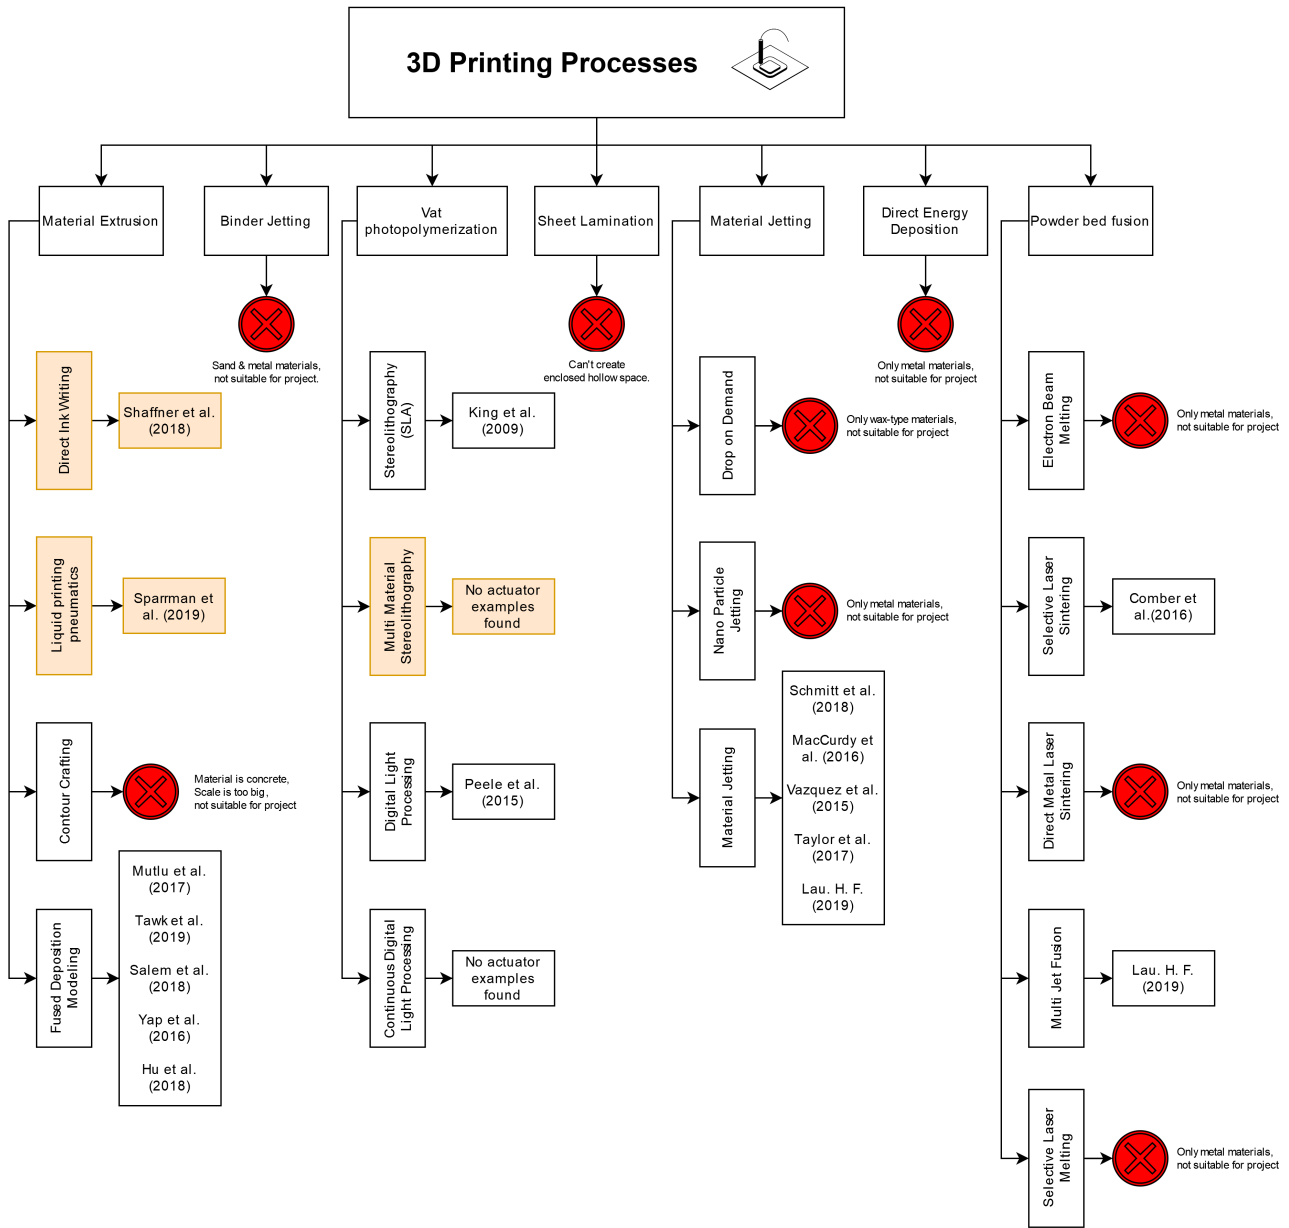 3D Printing Processes
Material Extrusion
Binder Jetting
Vat
photopolymerization
Sheet Lamination
Material Jetting
Direct Energy
Deposition
Powder bed fusion
Sand & metal materials,
not suitable for project.
Can't create
enclosed hollow space.
Only metal materials,
not suitable for project
Direct Ink Writing
Shaffner et al.
(2018)
Liquid printing
pneumatics
Sparrman et
al. (2019)
Contour Crafting
Material is concrete,
Scale is too big,
not suitable for project
Fused Deposition
Modeling
Mutlu et al.
(2017)
Tawk et al.
(2019)
Salem et al.
(2018)
Yap et al.
(2016)
Hu et al.
(2018)
Stereolithography
(SLA)
King et al.
(2009)
Multi Material
Stereolithography
No actuator
examples
found
Digital Light
Processing
Peele et al.
(2015)
Continuous Digital
Light Processing
No actuator
examples
found
Drop on Demand
Only wax-type materials,
not suitable for project
Nano Particle
Jetting
Only metal materials,
not suitable for project
Material Jetting
Schmitt et al.
(2018)
MacCurdy et
al. (2016)
Vazquez et al.
(2015)
Taylor et al.
(2017)
Lau. H. F.
(2019)
Electron Beam
Melting
Only metal materials,
not suitable for project
Selective Laser
Sintering
Comber et
al.(2016)
Direct Metal Laser
Sintering
Only metal materials,
not suitable for project
Multi Jet Fusion
Lau. H. F.
(2019)
Selective Laser
Melting
Only metal materials,
not suitable for project